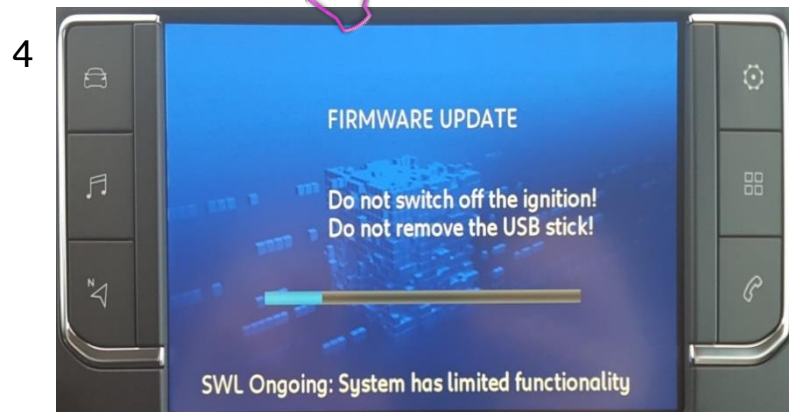 4
FIRMWARE UPDATE
Do not switch off the ignition!
Do not remove the USB stick!
N
SWL Ongoing: System has limited functionality